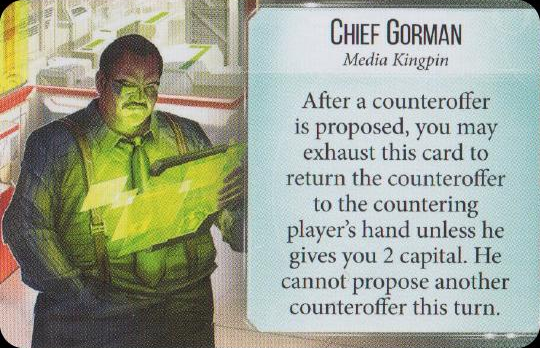 CHIEF GORMAN
Media Kingpin
After a counteroffer
is proposed, you may
exhaust this card to
return the counteroffer
to the countering
player's hand unless he
gives you 2 capital. He
cannot propose another
counteroffer this turn.